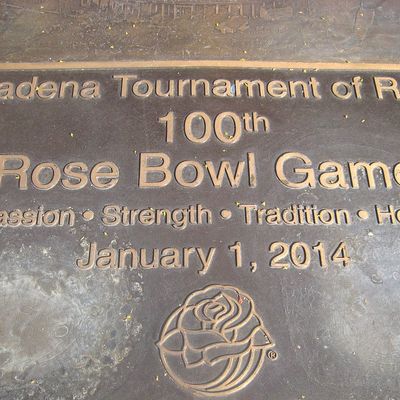 adena Tournament of R
100th
Rose Bowl Game
assion • Strength • Tradition • Ho
January 1, 2014
®